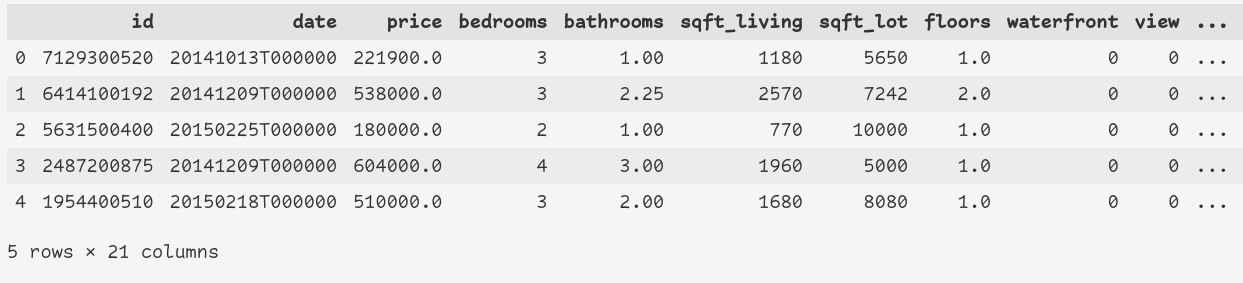 id date price bedrooms bathrooms sqft_living sqft_lot floors waterfront view ...
0 7129300520 20141013T000000 221900.0 3 1.00 1180 5650 1.0 0 0 ...
1 6414100192 20141209T000000 538000.0 3 2.25 2570 7242 2.0 0 0 ...
2 5631500400 20150225T000000 180000.0 2 1.00 770 10000 1.0 0 0 ...
3 2487200875 20141209T000000 604000.0 4 3.00 1960 5000 1.0 0 0 ...
4 1954400510 20150218T000000 510000.0 3 2.00 1680 8080 1.0 0 0 ...
5 rows × 21 columns